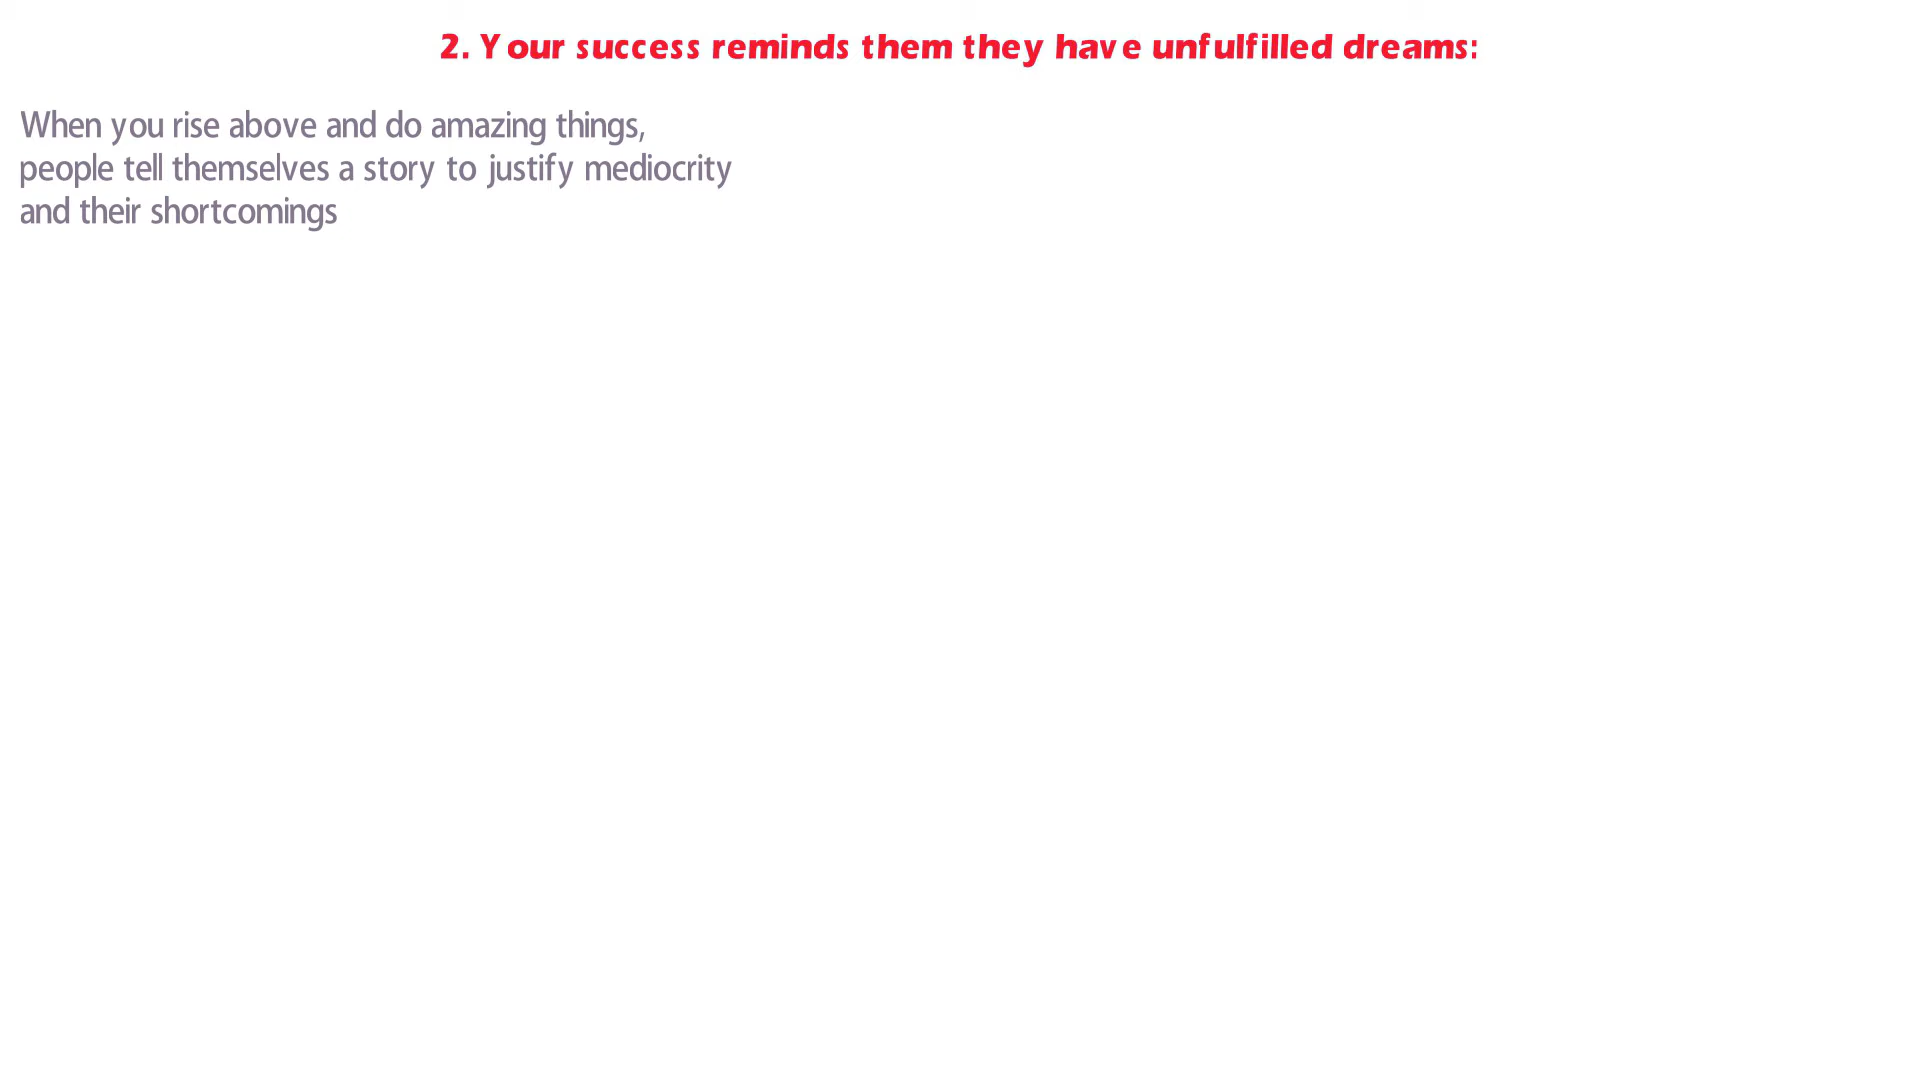 2. Your success reminds them they have unfulfilled dreams:
When you rise above and do amazing things,
people tell themselves a story to justify mediocrity
and their shortcomings